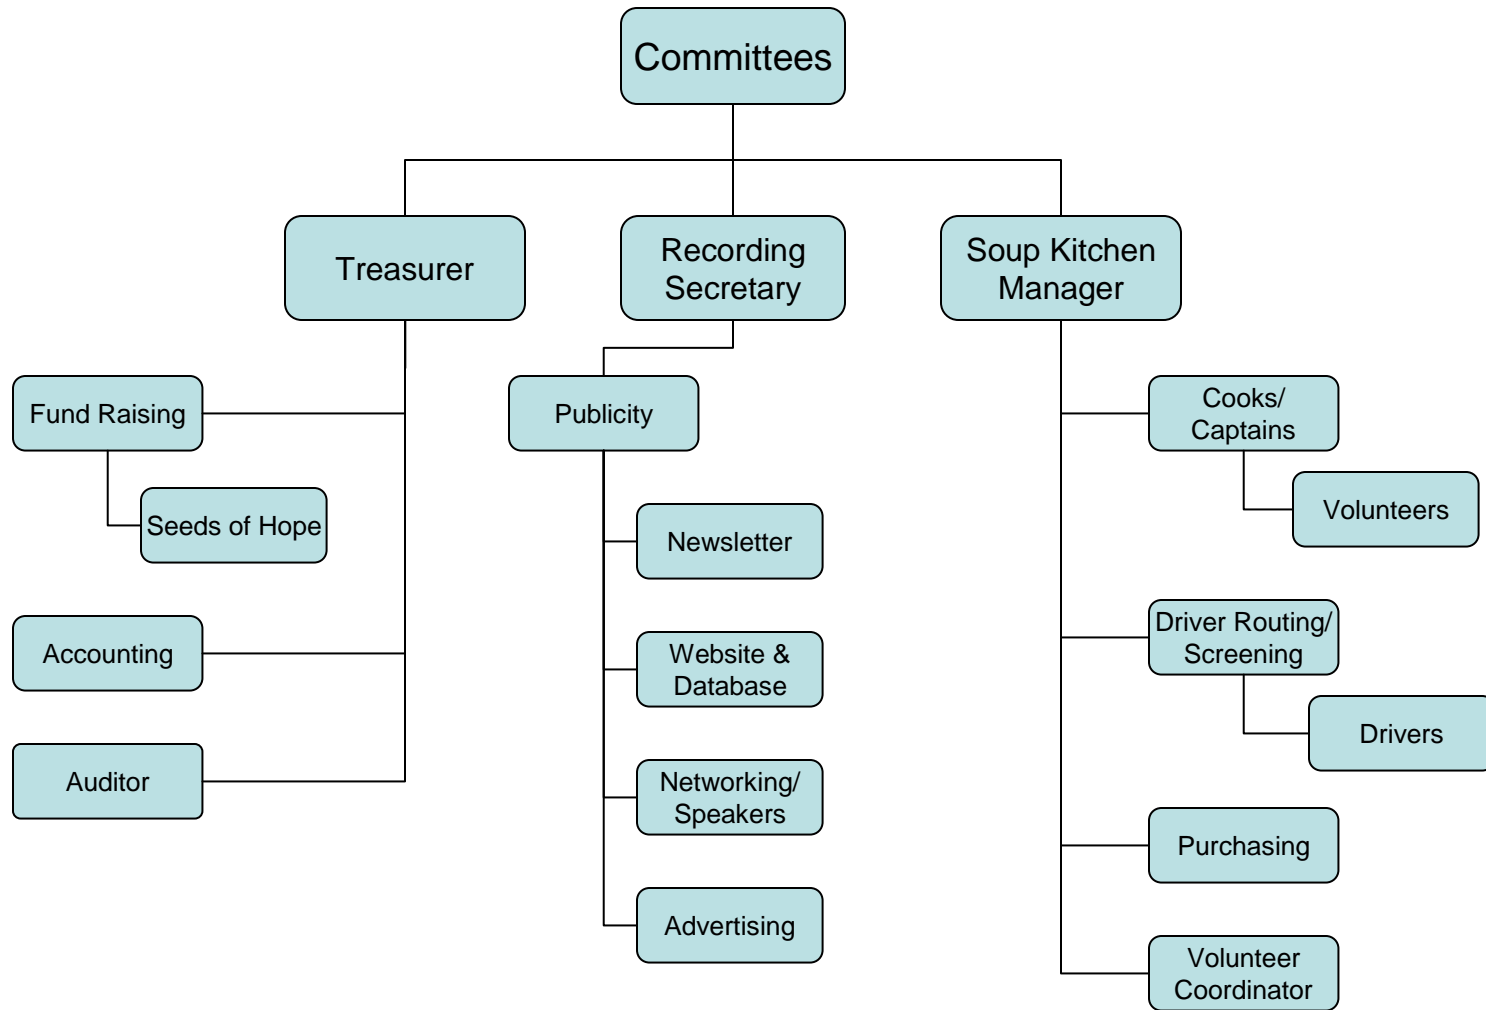 Committees
Treasurer
Recording
Secretary
Soup Kitchen
Manager
Fund Raising
Seeds of Hope
Accounting
Auditor
Publicity
Newsletter
Website &
Database
Networking/
Speakers
Advertising
Cooks/
Captains
Volunteers
Driver Routing/
Screening
Drivers
Purchasing
Volunteer
Coordinator